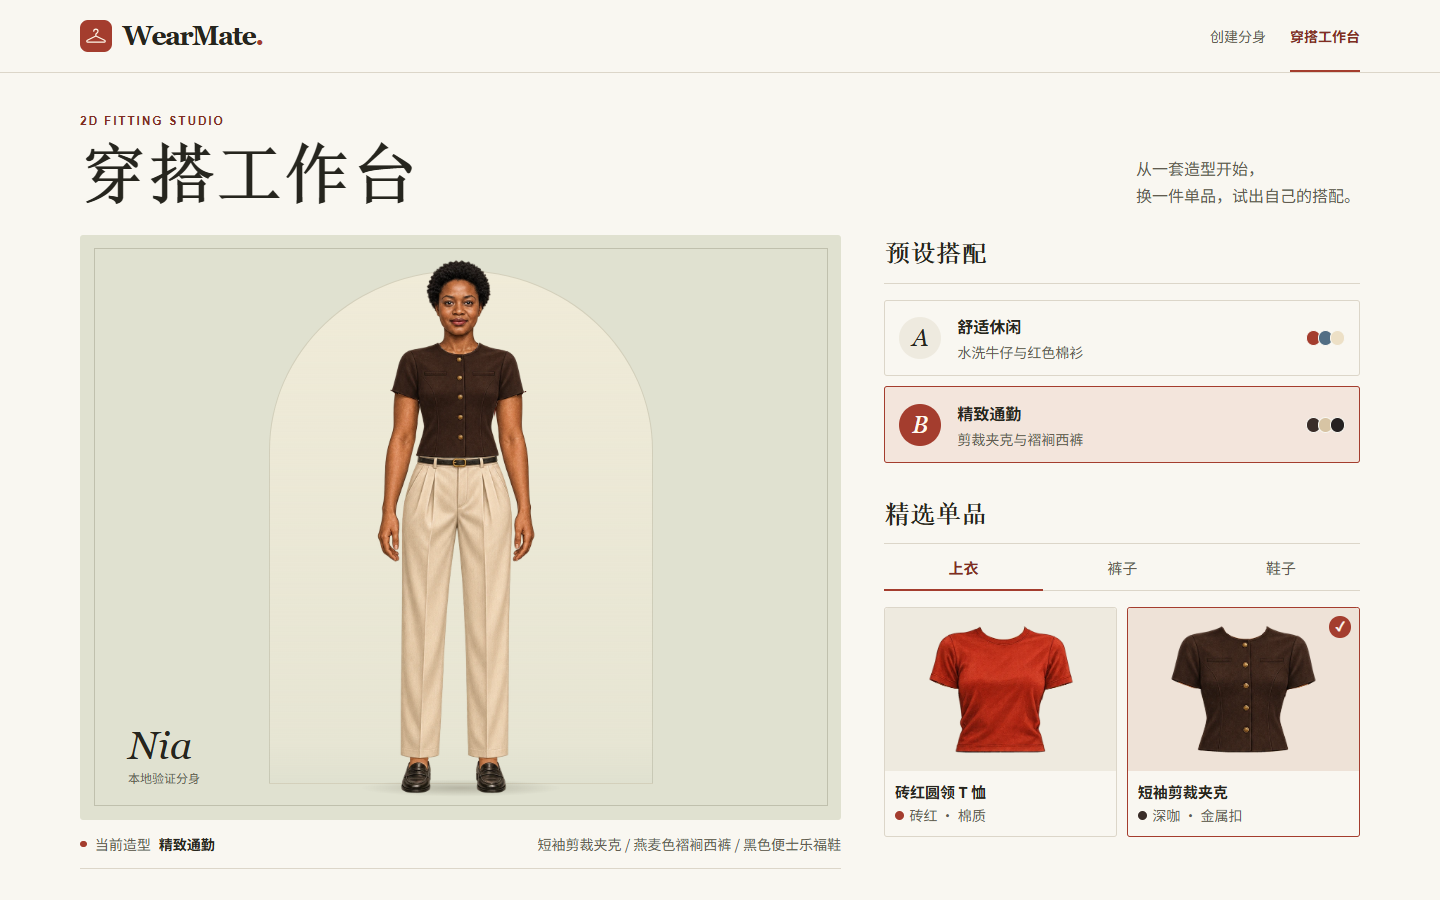 WearMate.
创建分身
穿搭工作台
2D FITTING STUDIO
穿搭工作台
从一套造型开始，
换一件单品，试出自己的搭配。
Nia
本地验证分身
当前造型 精致通勤
短袖剪裁夹克 / 燕麦色褶裥西裤 / 黑色便士乐福鞋
预设搭配
A
舒适休闲
水洗牛仔与红色棉衫
B
精致通勤
剪裁夹克与褶裥西裤
精选单品
上衣
裤子
鞋子
砖红圆领 T 恤
砖红 · 棉质
短袖剪裁夹克
深咖 · 金属扣